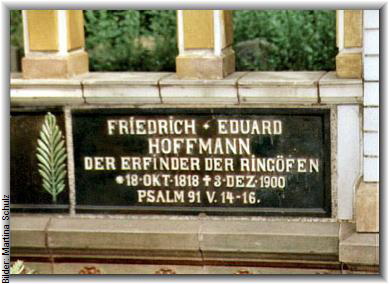 FRIEDRICH + EDUARD
HOFFMANN
DER ERFINDER DER RINGÖFEN
*18·OKT·1818 +3·DEZ·1900
PSALM 91 V. 14-16.
Bilder: Martina Schulz